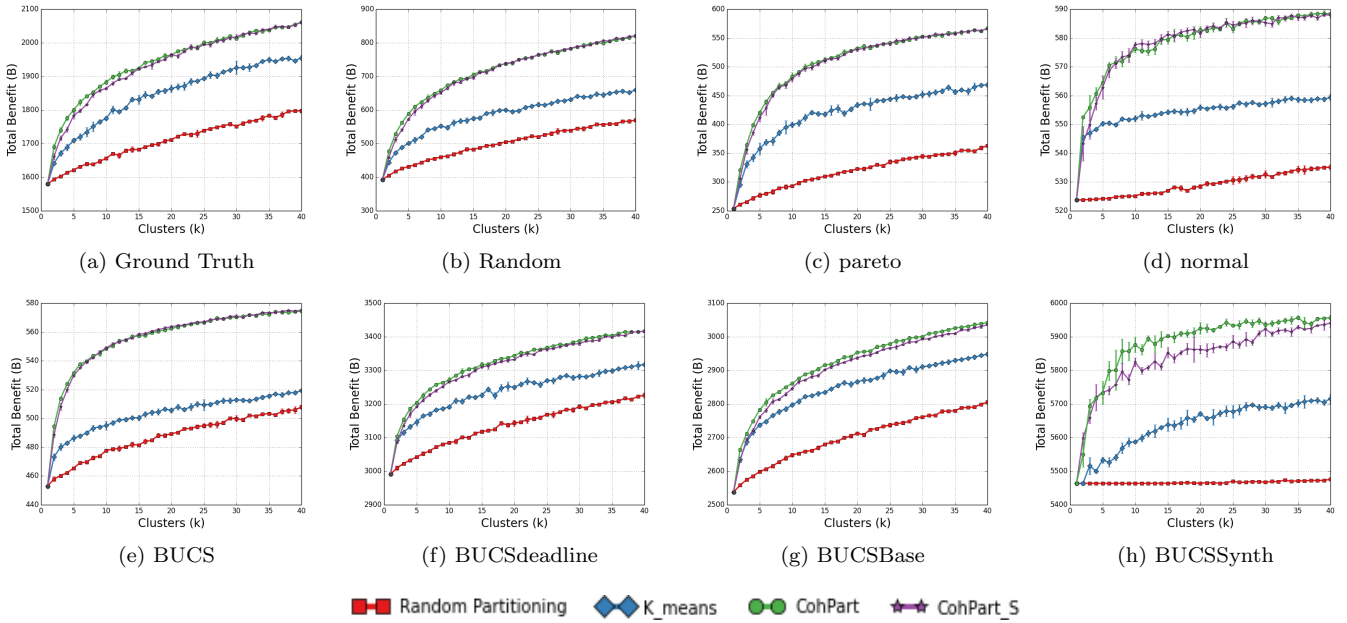 2100
2000
1900
1800
1700
1600
1500
Total Benefit (B)
0 5 10 15 20 25 30 35 40
Clusters (k)
(a) Ground Truth
900
800
700
600
500
400
300
Total Benefit (B)
0 5 10 15 20 25 30 35 40
Clusters (k)
(b) Random
600
550
500
450
400
350
300
250
Total Benefit (B)
0 5 10 15 20 25 30 35 40
Clusters (k)
(c) pareto
590
580
570
560
550
540
530
520
Total Benefit (B)
0 5 10 15 20 25 30 35 40
Clusters (k)
(d) normal
580
560
540
520
500
480
460
440
Total Benefit (B)
0 5 10 15 20 25 30 35 40
Clusters (k)
(e) BUCS
3500
3400
3300
3200
3100
3000
2900
Total Benefit (B)
0 5 10 15 20 25 30 35 40
Clusters (k)
(f) BUCSdeadline
3100
3000
2900
2800
2700
2600
2500
Total Benefit (B)
0 5 10 15 20 25 30 35 40
Clusters (k)
(g) BUCSBase
6000
5900
5800
5700
5600
5500
5400
Total Benefit (B)
0 5 10 15 20 25 30 35 40
Clusters (k)
(h) BUCSSynth
Random Partitioning K_means CohPart CohPart_S